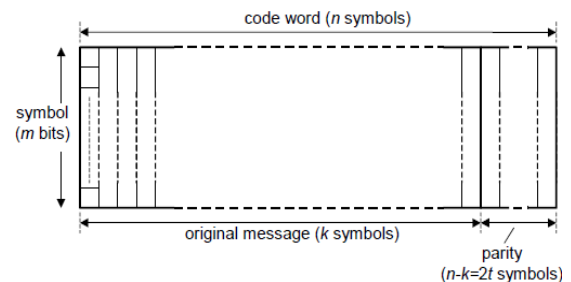 code word (n symbols)
symbol
(m bits)
original message (k symbols)
parity
(n-k=2t symbols)